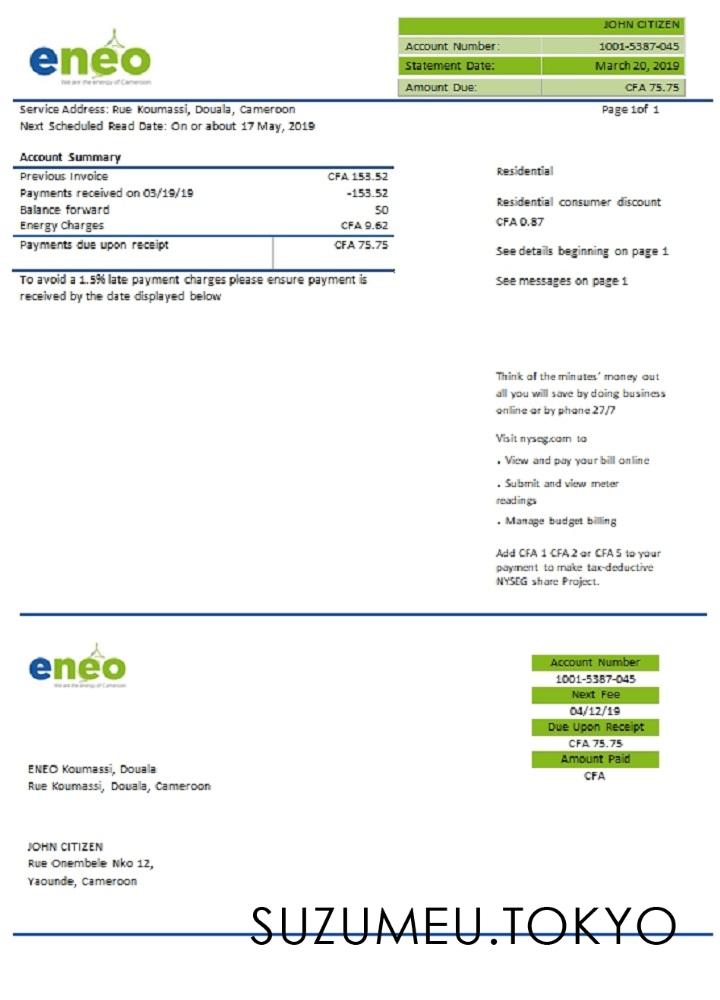 eneo
We are the energy of Cameroon
JOHN CITIZEN
Account Number: 1001-5387-045
Statement Date: March 20, 2019
Amount Due: CFA 75.75
Service Address: Rue Koumassi, Douala, Cameroon
Page 1of 1
Next Scheduled Read Date: On or about 17 May, 2019
Account Summary
Previous Invoice CFA 153.52
Payments received on 03/19/19 -153.52
Balance forward S0
Energy Charges CFA 9.62
Payments due upon receipt CFA 75.75
To avoid a 1.5% late payment charges please ensure payment is
received by the date displayed below
Residential
Residential consumer discount
CFA 0.87
See details beginning on page 1
See messages on page 1
Think of the minutes' money out
all you will save by doing business
online or by phone 27/7
Visit nyseg.com to
. View and pay your bill online
. Submit and view meter
readings
. Manage budget billing
Add CFA 1 CFA 2 or CFA 5 to your
payment to make tax-deductive
NYSEG share Project.
eneo
We are the energy of Cameroon
Account Number
1001-5387-045
Next Fee
04/12/19
Due Upon Receipt
CFA 75.75
Amount Paid
CFA
ENEO Koumassi, Douala
Rue Koumassi, Douala, Cameroon
JOHN CITIZEN
Rue Onembele Nko 12,
Yaounde, Cameroon
SUZUMEU.TOKYO